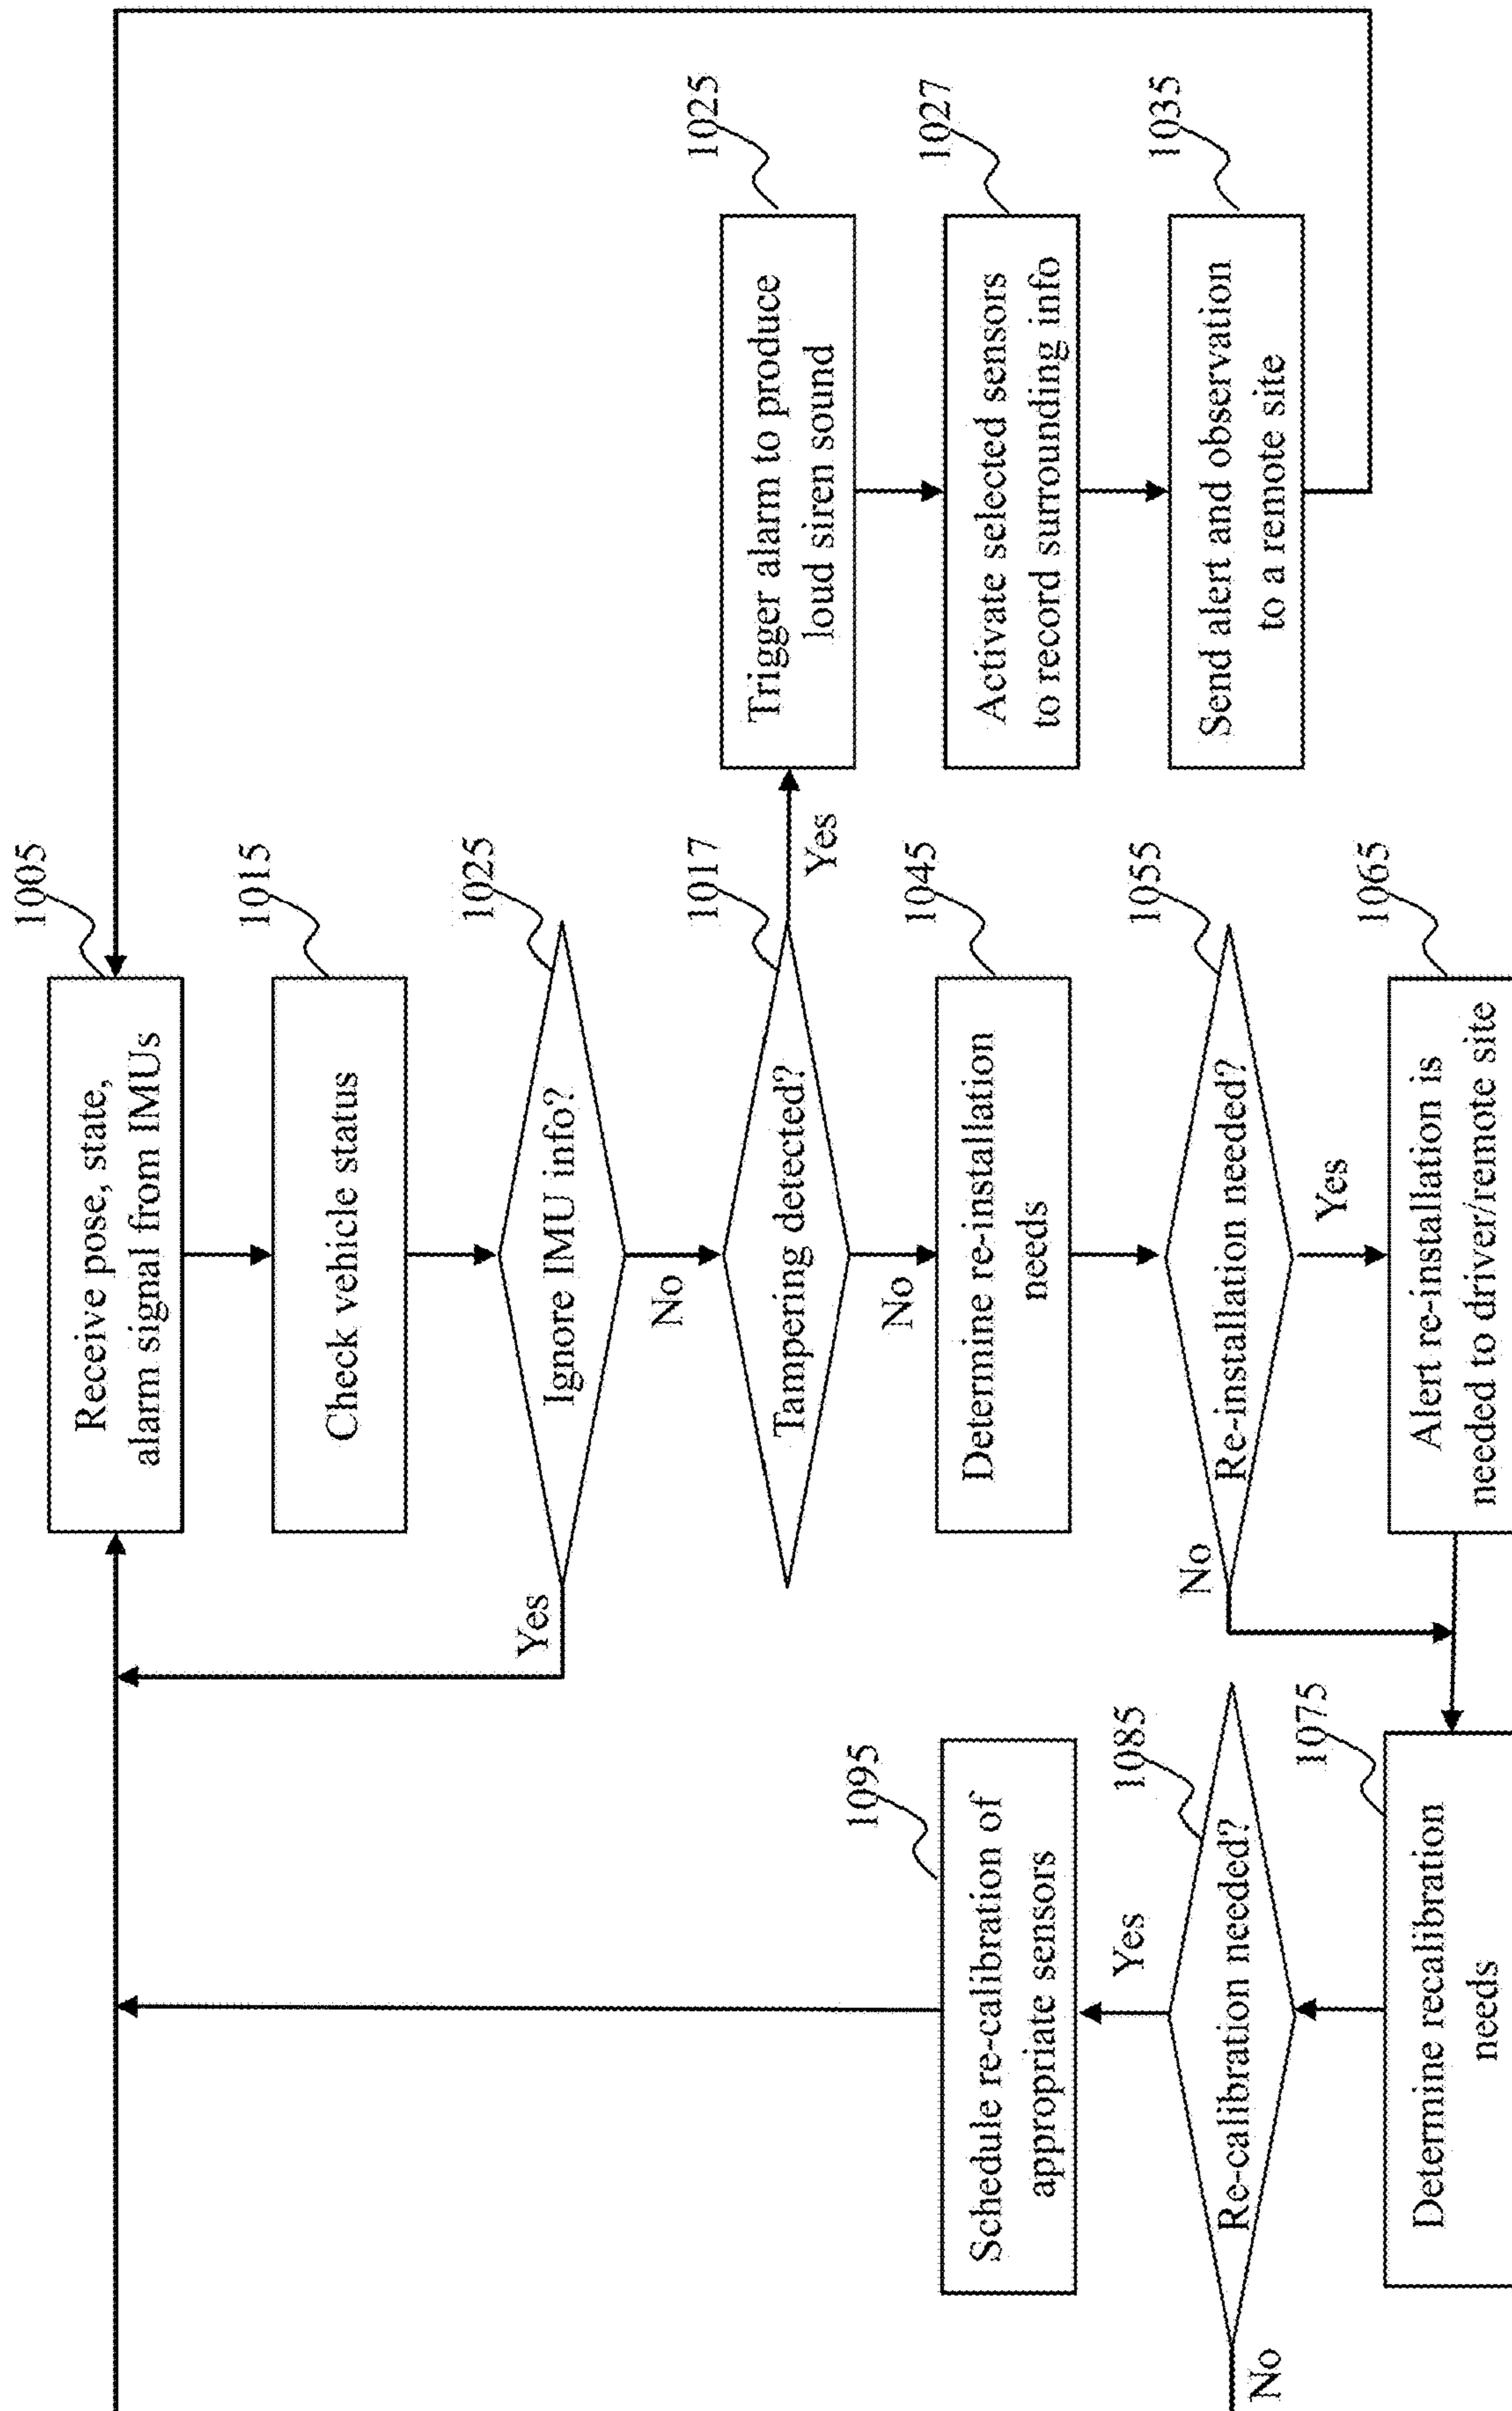 1005
Receive pose, state,
alarm signal from IMUs
1015
Check vehicle status
1025
Ignore IMU info?
Yes
No
1017
Tampering detected?
Yes
No
1025
Trigger alarm to produce
loud siren sound
1027
Activate selected sensors
to record surrounding info
1035
Send alert and observation
to a remote site
1045
Determine re-installation
needs
1055
Re-installation needed?
No
Yes
1065
Alert re-installation is
needed to driver/remote site
1075
Determine recalibration
needs
1085
Re-calibration needed?
Yes
No
1095
Schedule re-calibration of
appropriate sensors